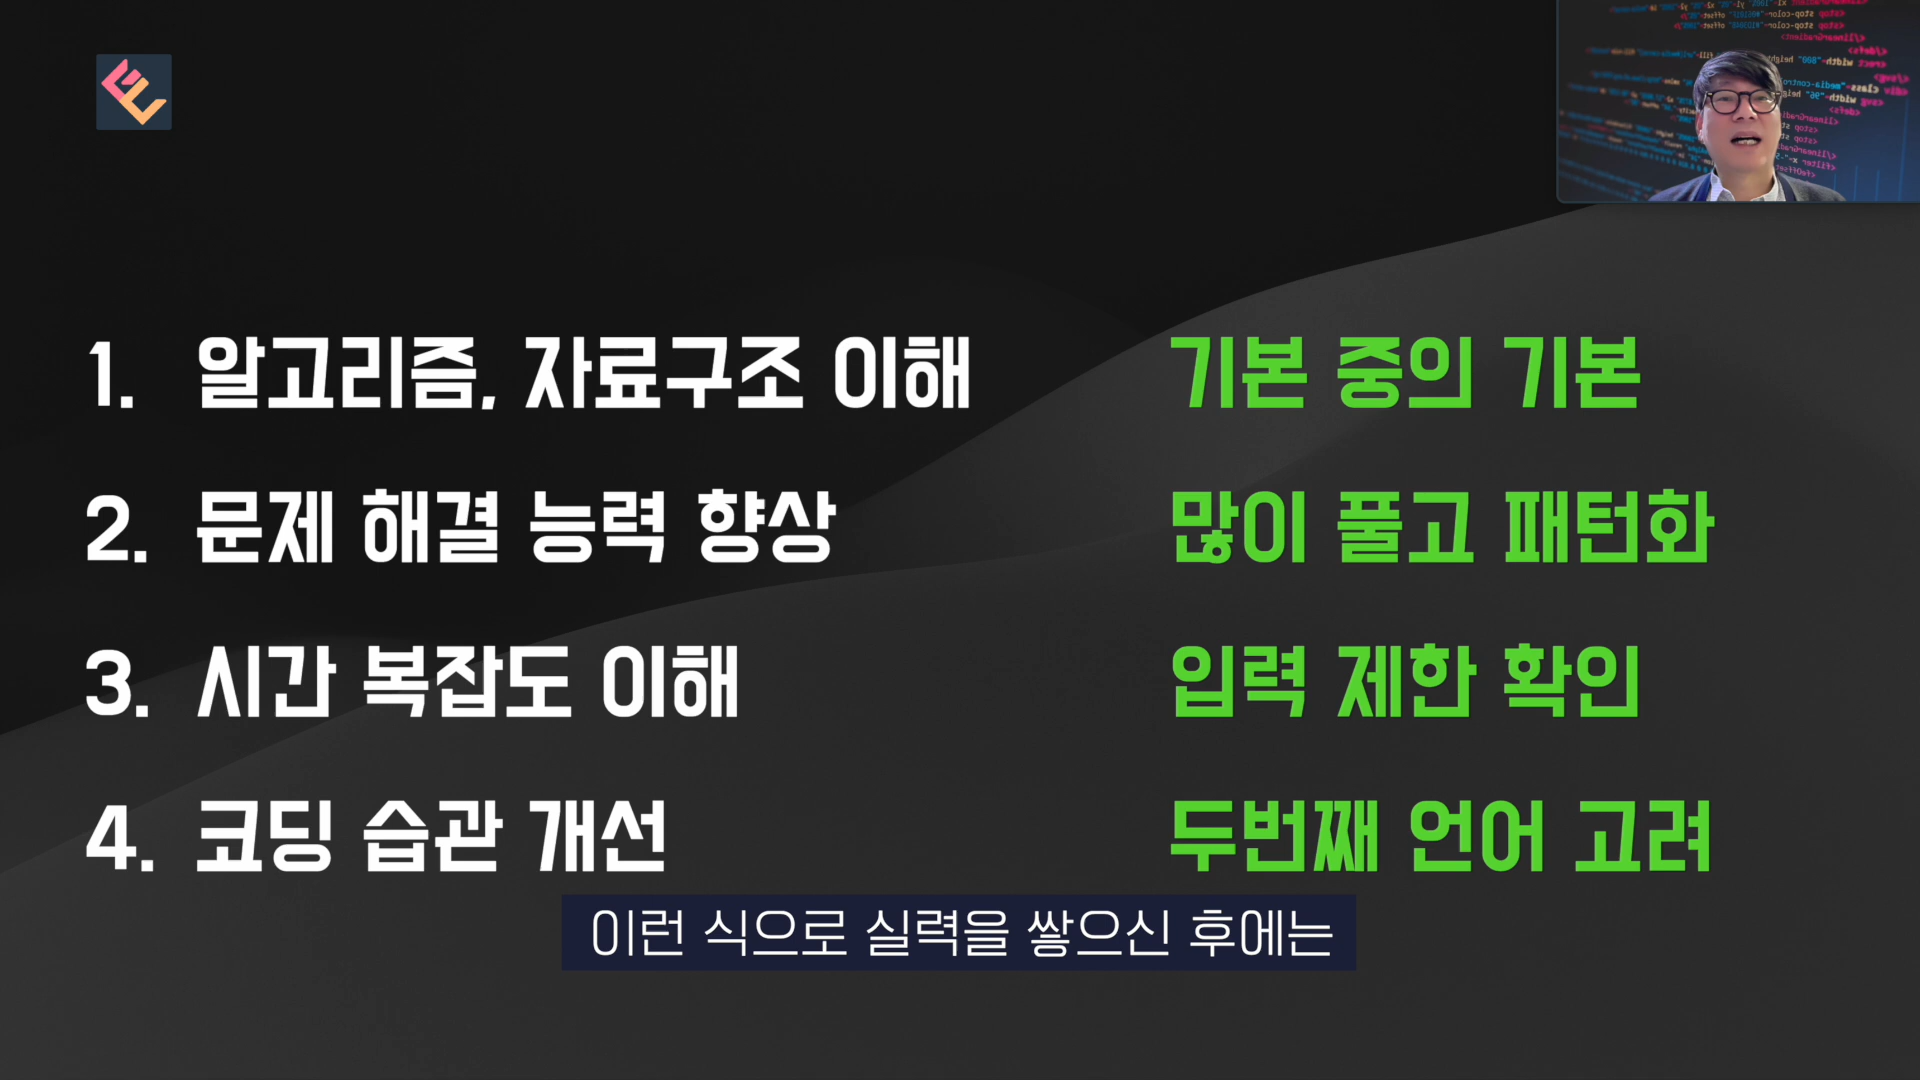 1. 알고리즘, 자료구조 이해 기본 중의 기본
2. 문제 해결 능력 향상 많이 풀고 패턴화
3. 시간 복잡도 이해 입력 제한 확인
4. 코딩 습관 개선 두번째 언어 고려
이런 식으로 실력을 쌓으신 후에는